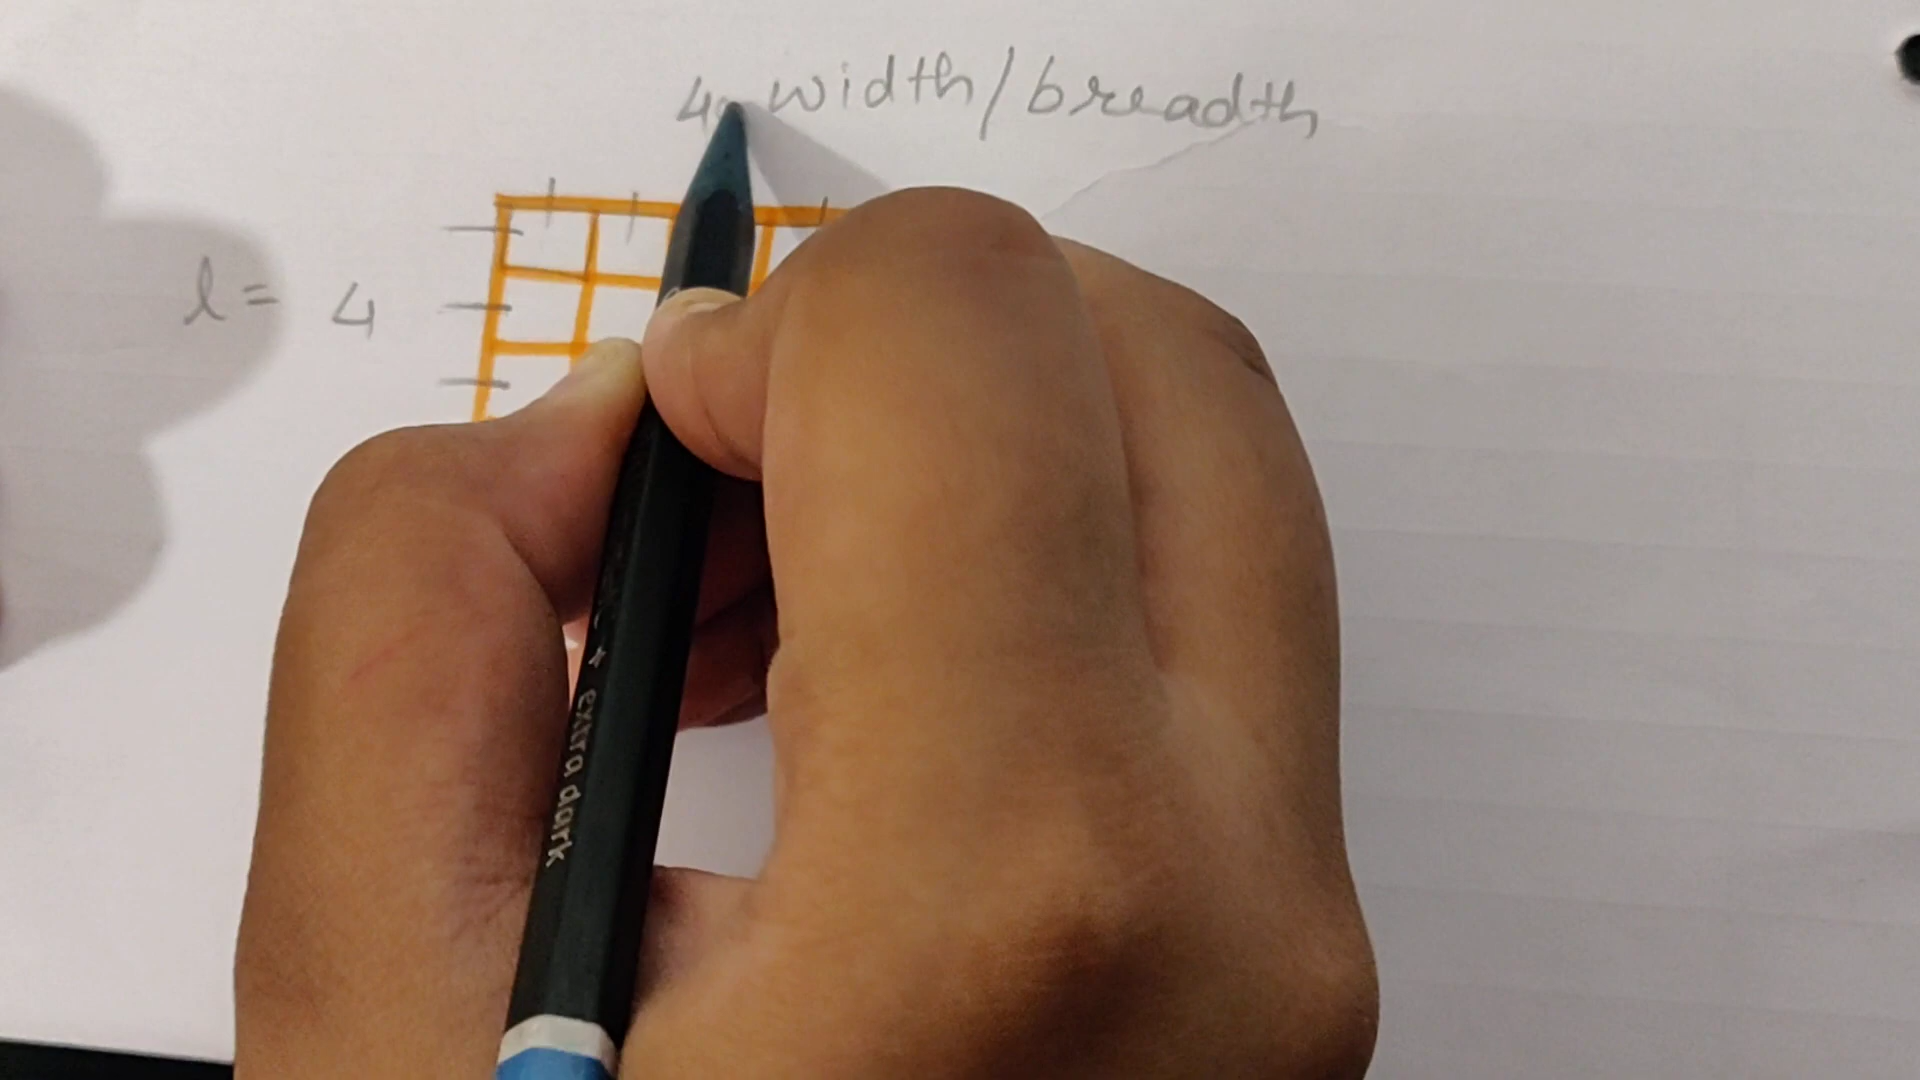 4 width/breadth
l = 4
extra dark